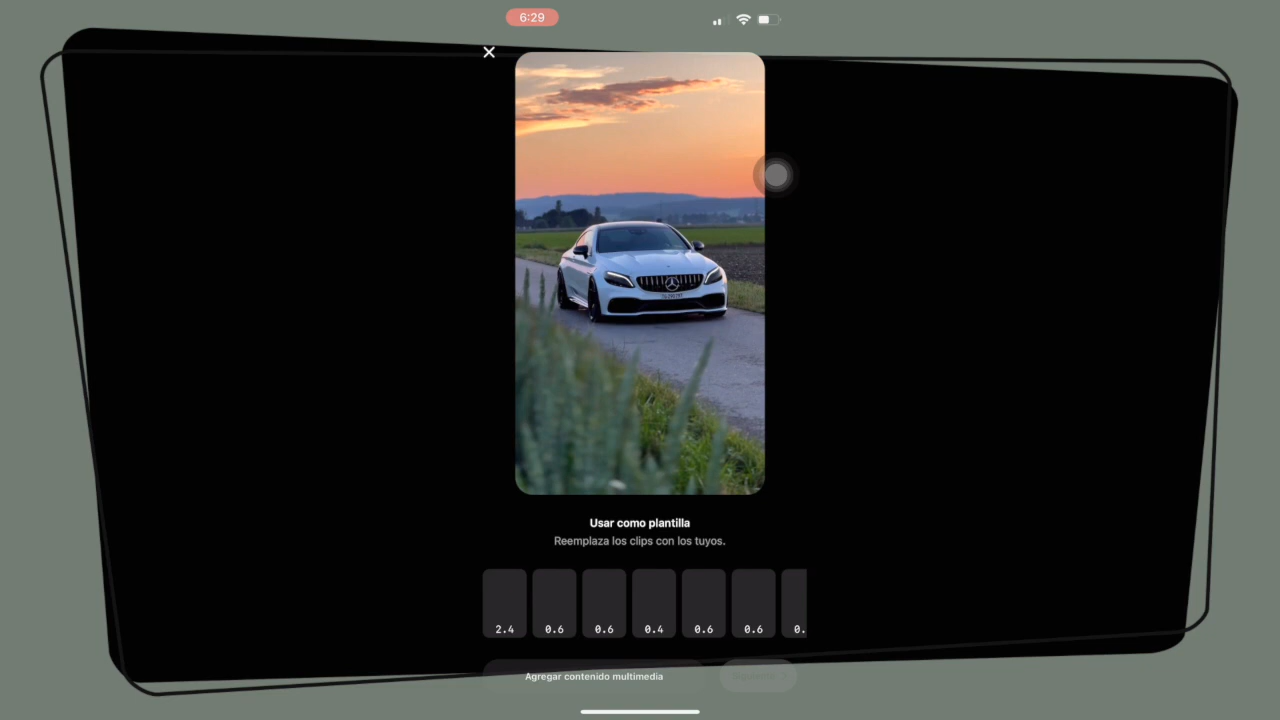 6:29
Usar como plantilla
Reemplaza los clips con los tuyos.
2.4 0.6 0.6 0.4 0.6 0.6 0.
Agregar contenido multimedia